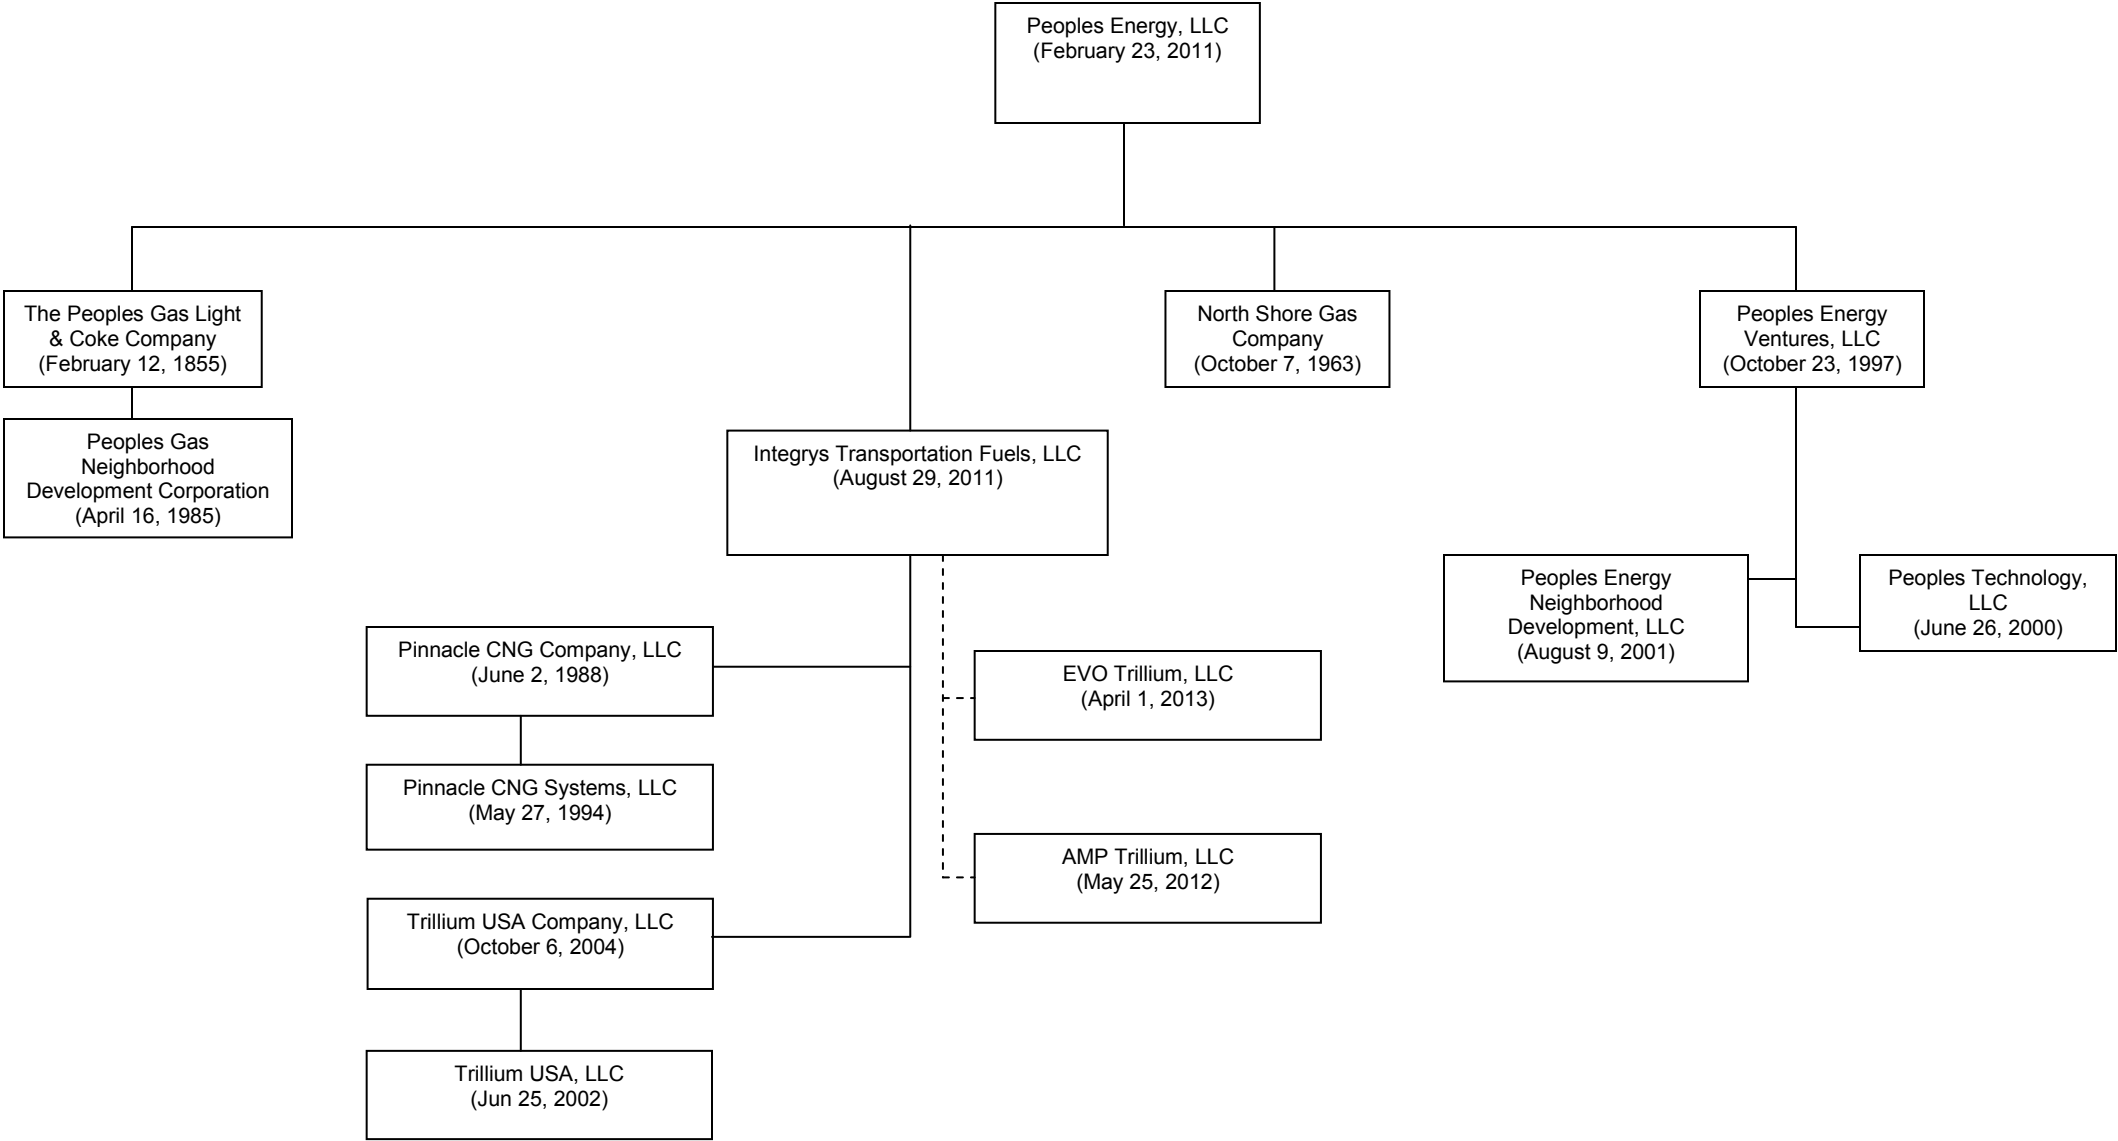 Peoples Energy, LLC
(February 23, 2011)
The Peoples Gas Light
& Coke Company
(February 12, 1855)
North Shore Gas
Company
(October 7, 1963)
Peoples Energy
Ventures, LLC
(October 23, 1997)
Peoples Gas
Neighborhood
Development Corporation
(April 16, 1985)
Integrys Transportation Fuels, LLC
(August 29, 2011)
Peoples Energy
Neighborhood
Development, LLC
(August 9, 2001)
Peoples Technology,
LLC
(June 26, 2000)
Pinnacle CNG Company, LLC
(June 2, 1988)
EVO Trillium, LLC
(April 1, 2013)
Pinnacle CNG Systems, LLC
(May 27, 1994)
AMP Trillium, LLC
(May 25, 2012)
Trillium USA Company, LLC
(October 6, 2004)
Trillium USA, LLC
(Jun 25, 2002)